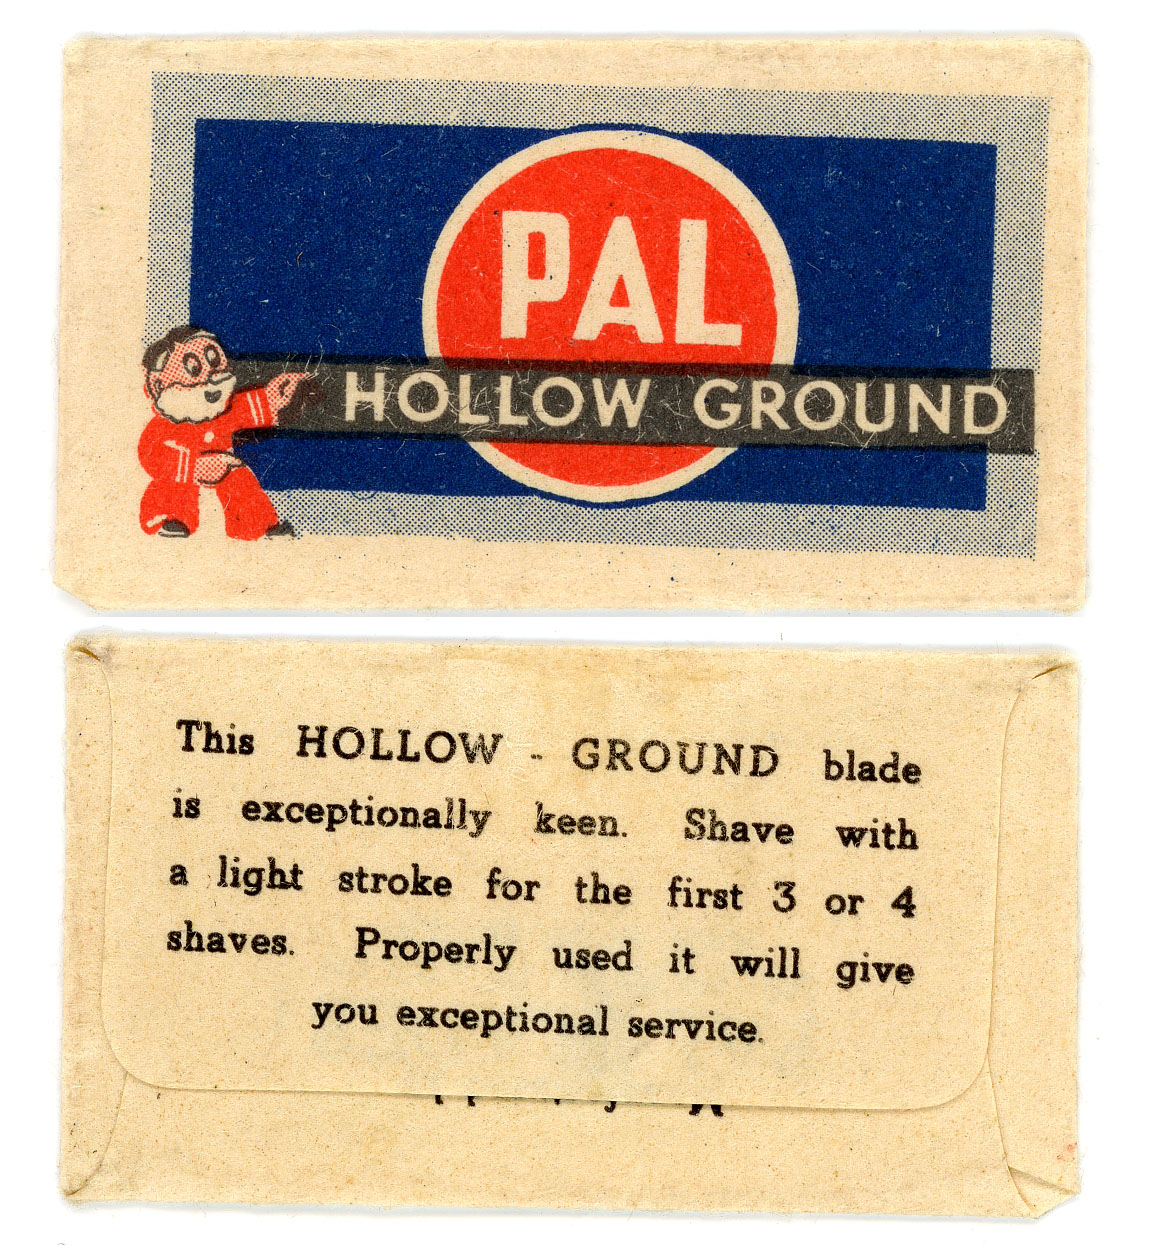 PAL
HOLLOW GROUND
This HOLLOW - GROUND blade
is exceptionally keen. Shave with
a light stroke for the first 3 or 4
shaves. Properly used it will give
you exceptional service.